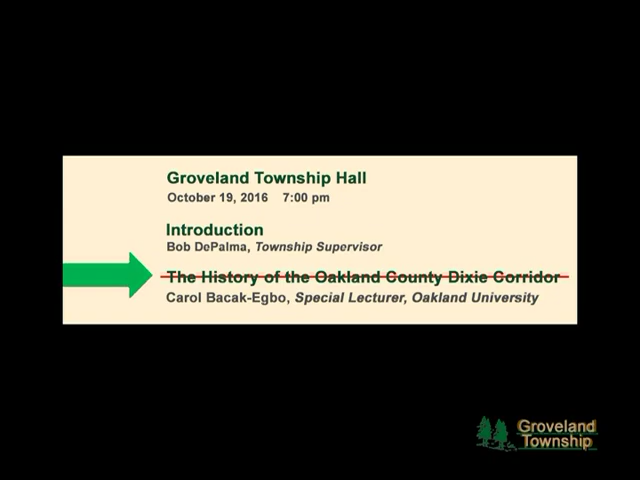 Groveland Township Hall
October 19, 2016 7:00 pm
Introduction
Bob DePalma, Township Supervisor
The History of the Oakland County Dixie Corridor
Carol Bacak-Egbo, Special Lecturer, Oakland University
Groveland
Township